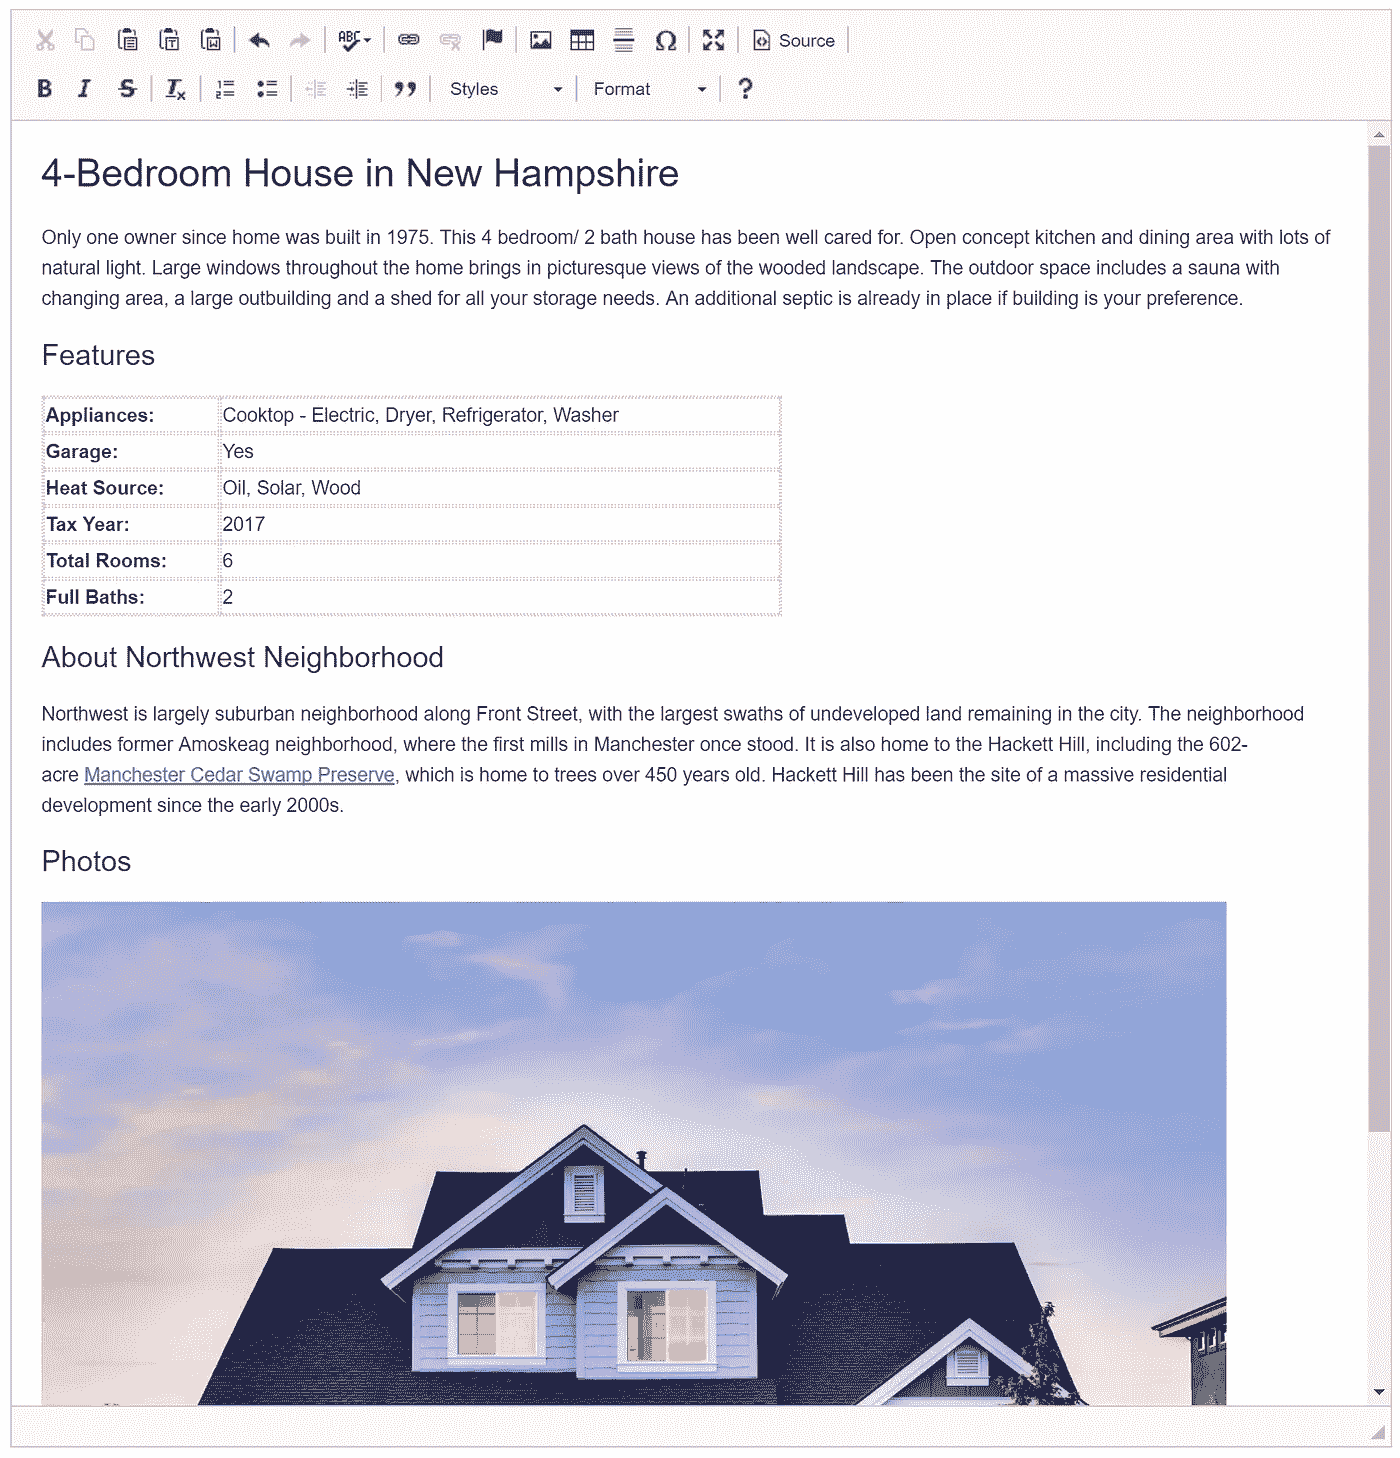 ABC
Source
B I S Tx
Styles
Format
?
4-Bedroom House in New Hampshire
Only one owner since home was built in 1975. This 4 bedroom/ 2 bath house has been well cared for. Open concept kitchen and dining area with lots of
natural light. Large windows throughout the home brings in picturesque views of the wooded landscape. The outdoor space includes a sauna with
changing area, a large outbuilding and a shed for all your storage needs. An additional septic is already in place if building is your preference.
Features
Appliances: Cooktop - Electric, Dryer, Refrigerator, Washer
Garage: Yes
Heat Source: Oil, Solar, Wood
Tax Year: 2017
Total Rooms: 6
Full Baths: 2
About Northwest Neighborhood
Northwest is largely suburban neighborhood along Front Street, with the largest swaths of undeveloped land remaining in the city. The neighborhood
includes former Amoskeag neighborhood, where the first mills in Manchester once stood. It is also home to the Hackett Hill, including the 602-
acre Manchester Cedar Swamp Preserve, which is home to trees over 450 years old. Hackett Hill has been the site of a massive residential
development since the early 2000s.
Photos